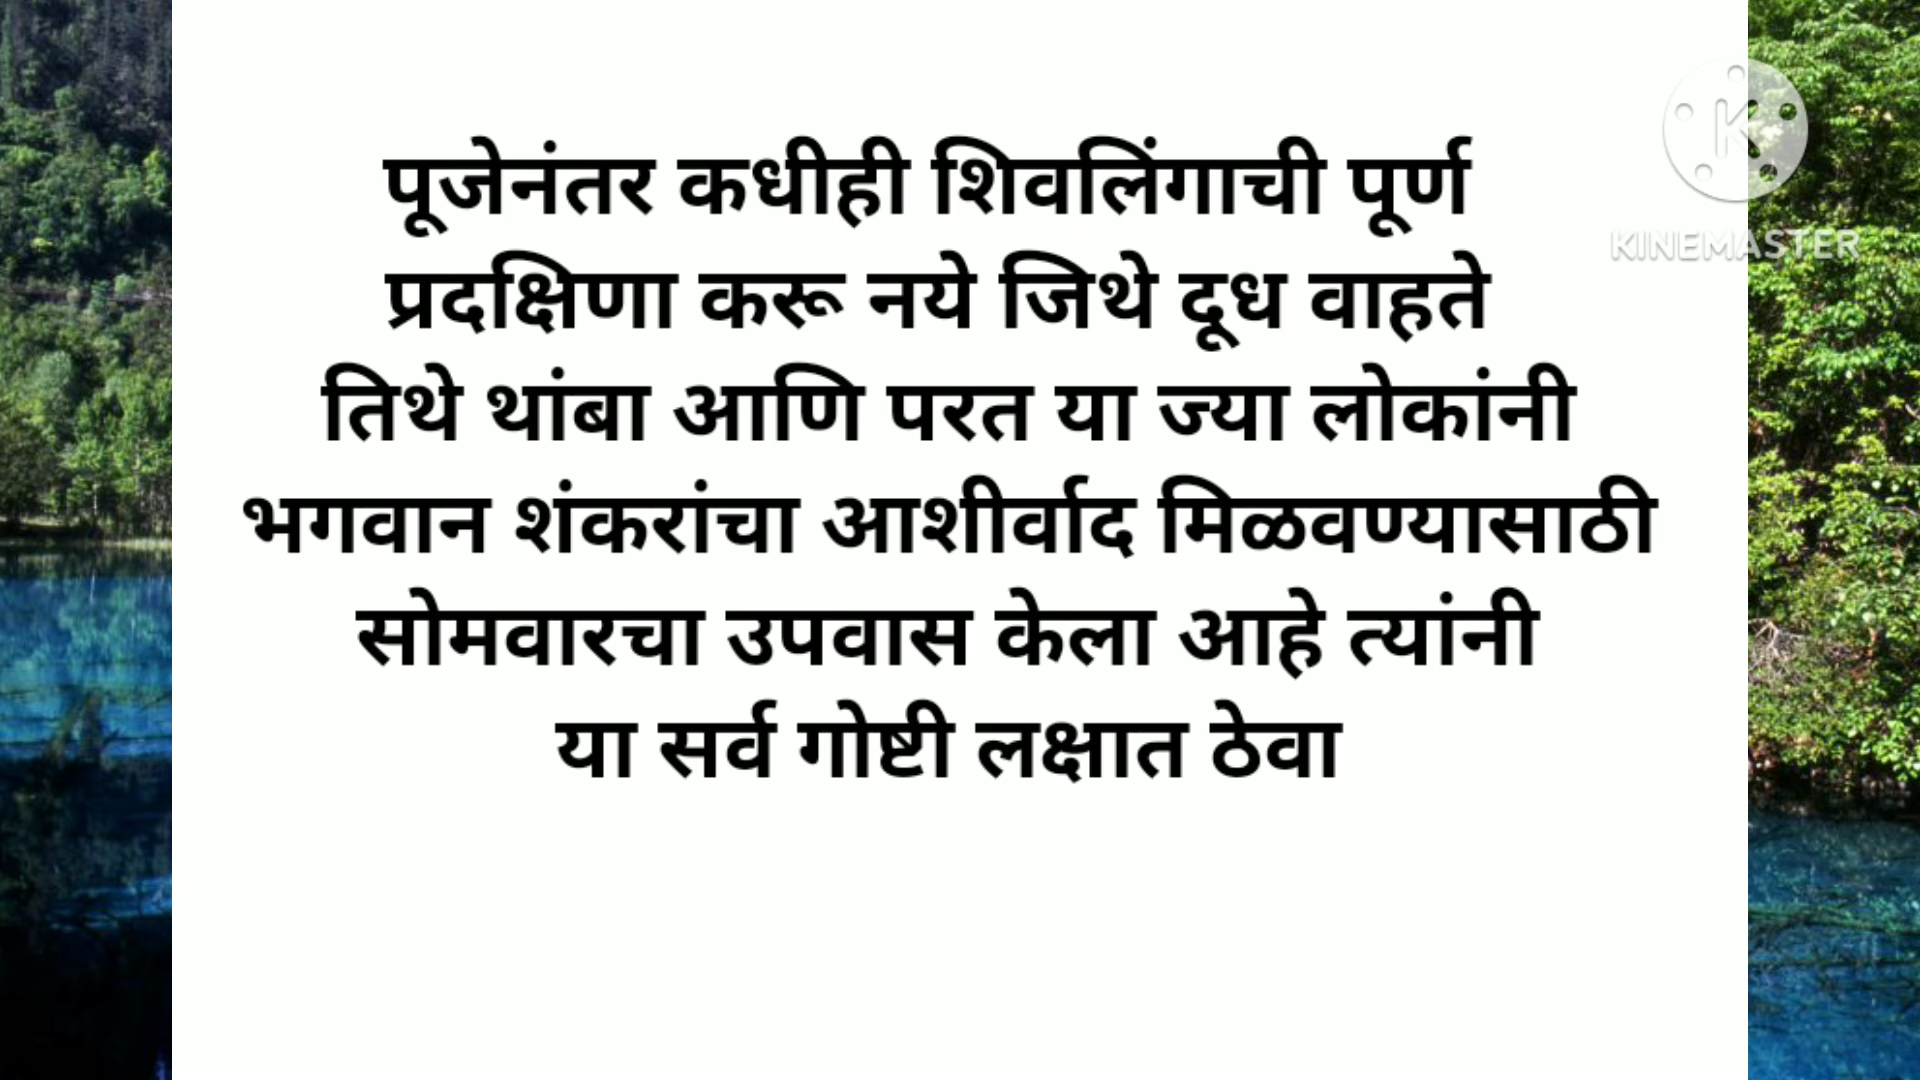 पूजेनंतर कधीही शिवलिंगाची पूर्ण
प्रदक्षिणा करू नये जिथे दूध वाहते
तिथे थांबा आणि परत या ज्या लोकांनी
भगवान शंकरांचा आशीर्वाद मिळवण्यासाठी
सोमवारचा उपवास केला आहे त्यांनी
या सर्व गोष्टी लक्षात ठेवा
K
KINEMASTER